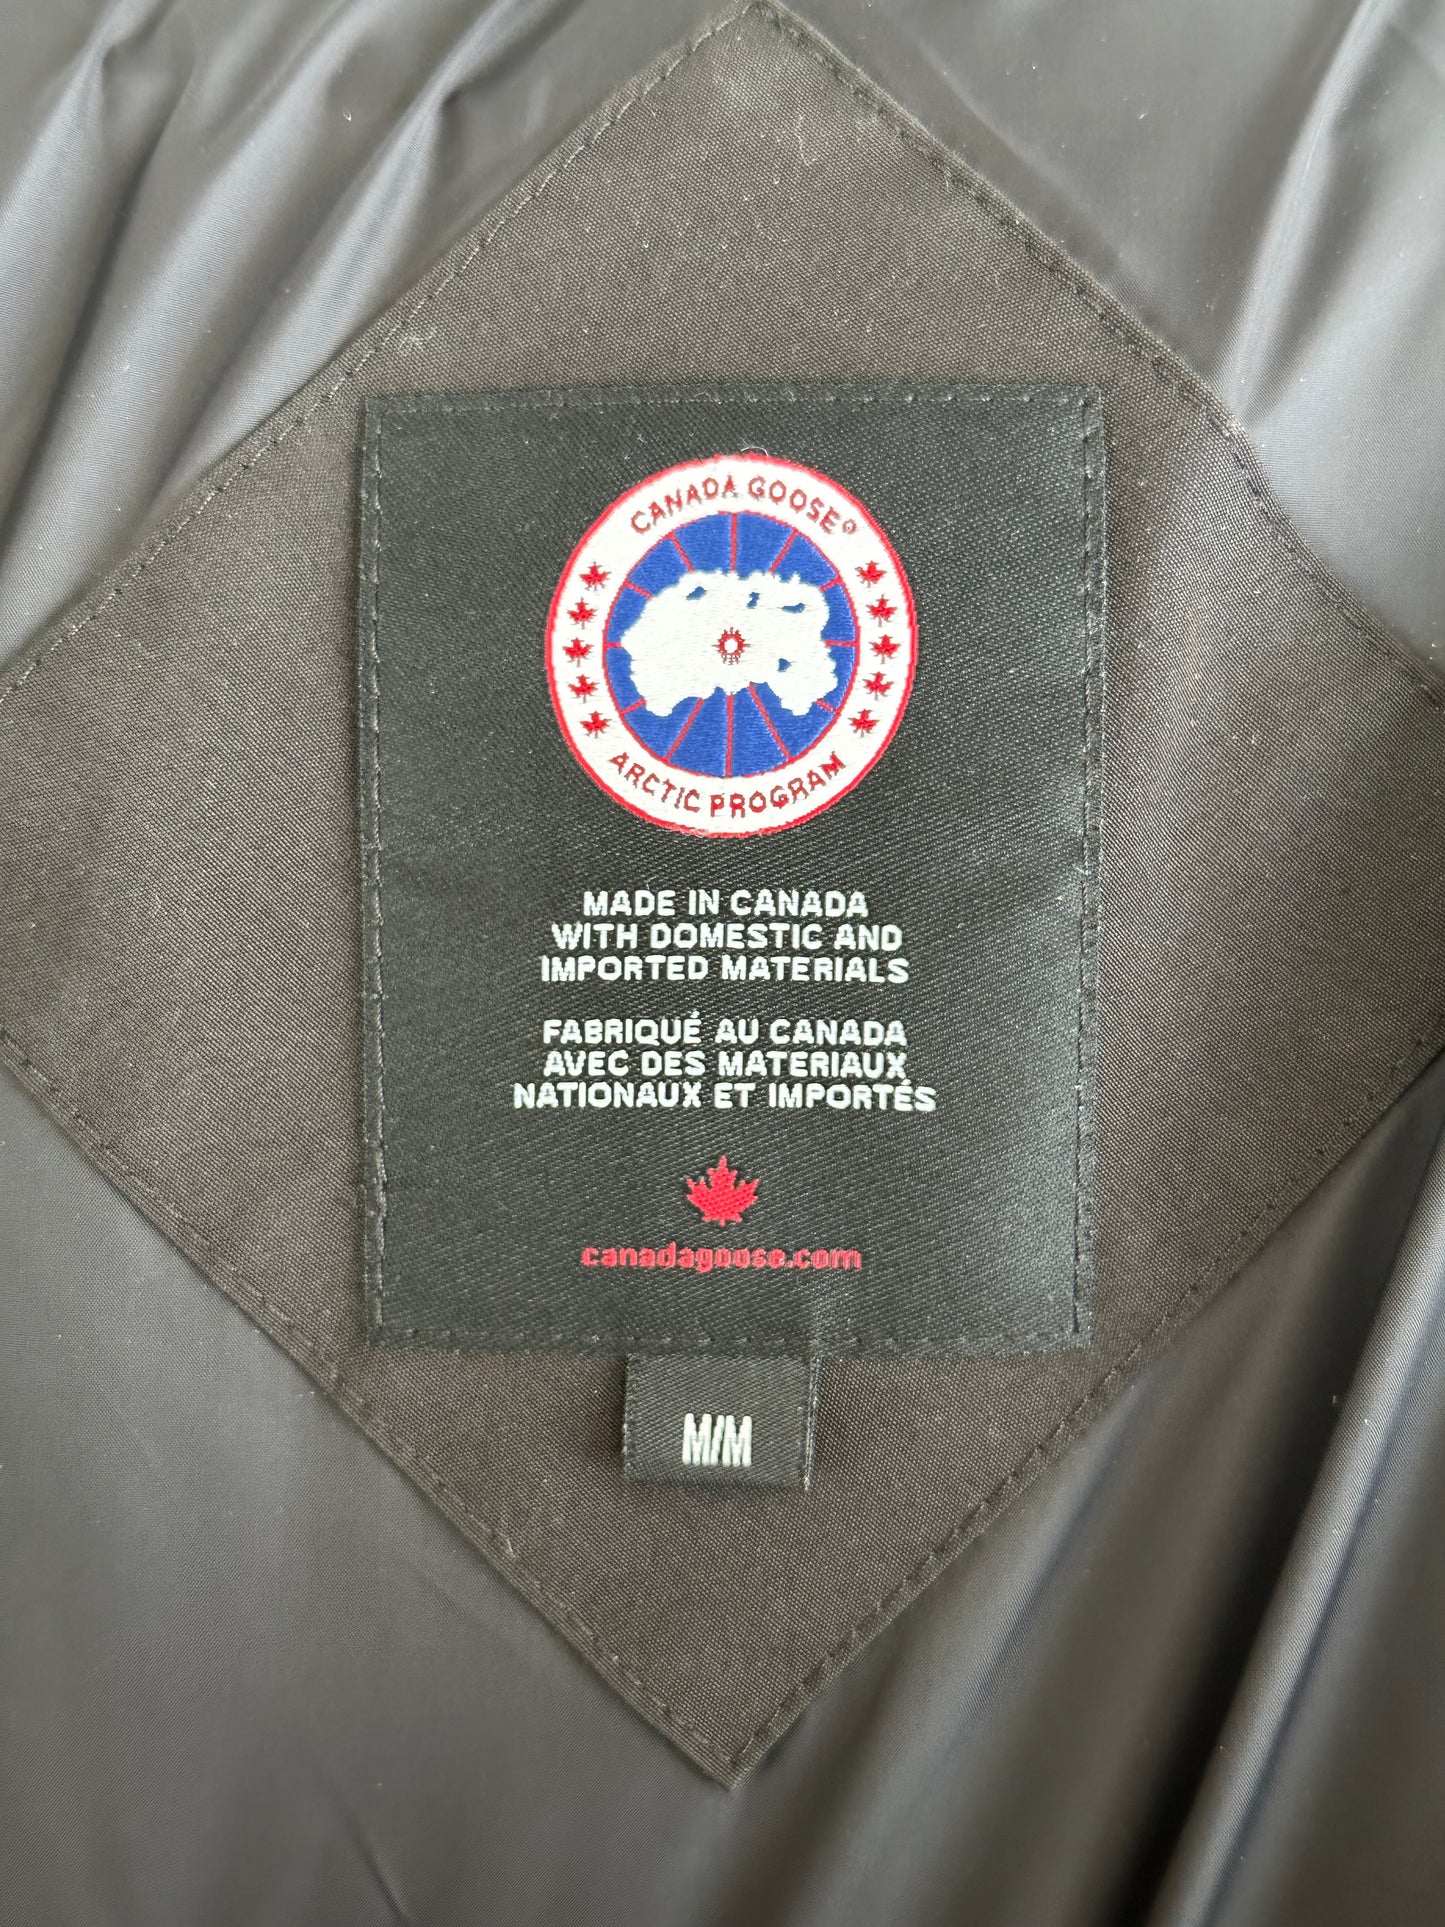 CANADA GOOSE®
ARCTIC PROGRAM
MADE IN CANADA
WITH DOMESTIC AND
IMPORTED MATERIALS
FABRIQUÉ AU CANADA
AVEC DES MATERIAUX
NATIONAUX ET IMPORTÉS
canadagoose.com
M/M